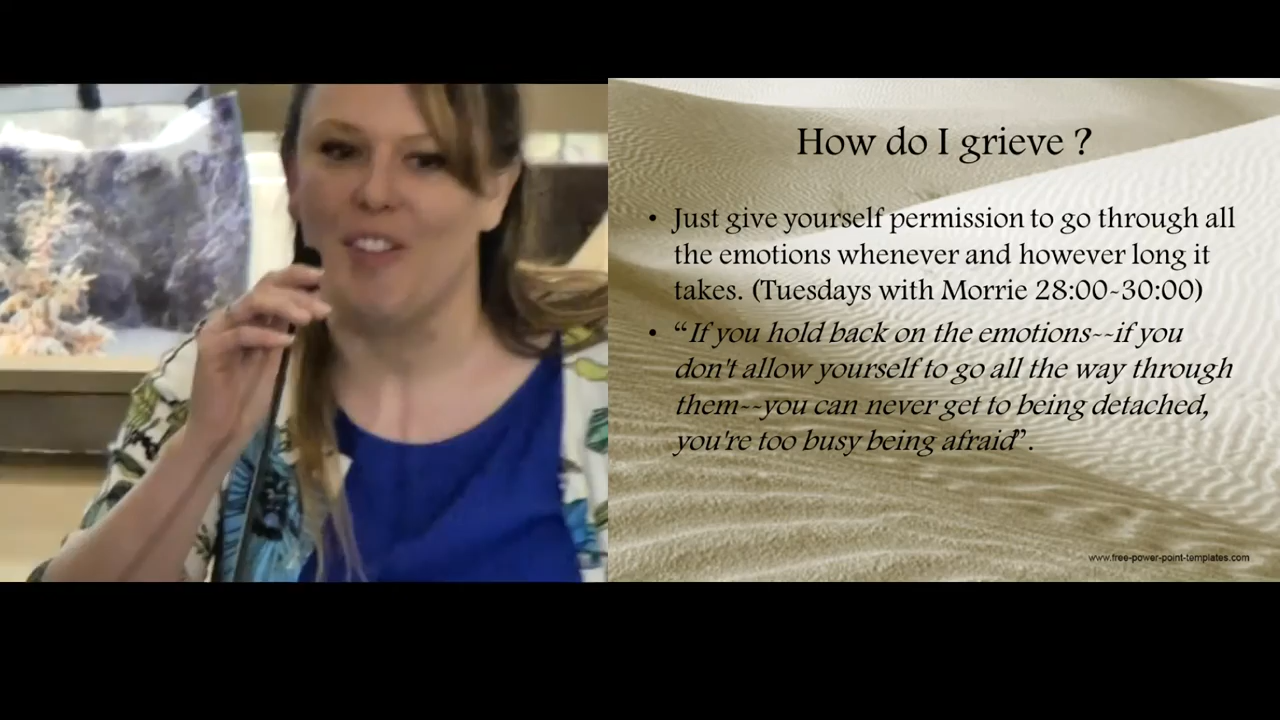 How do I grieve ?
• Just give yourself permission to go through all
the emotions whenever and however long it
takes. (Tuesdays with Morrie 28:00-30:00)
• “If you hold back on the emotions--if you
don't allow yourself to go all the way through
them--you can never get to being detached,
you're too busy being afraid”.
www.free-power-point-templates.com